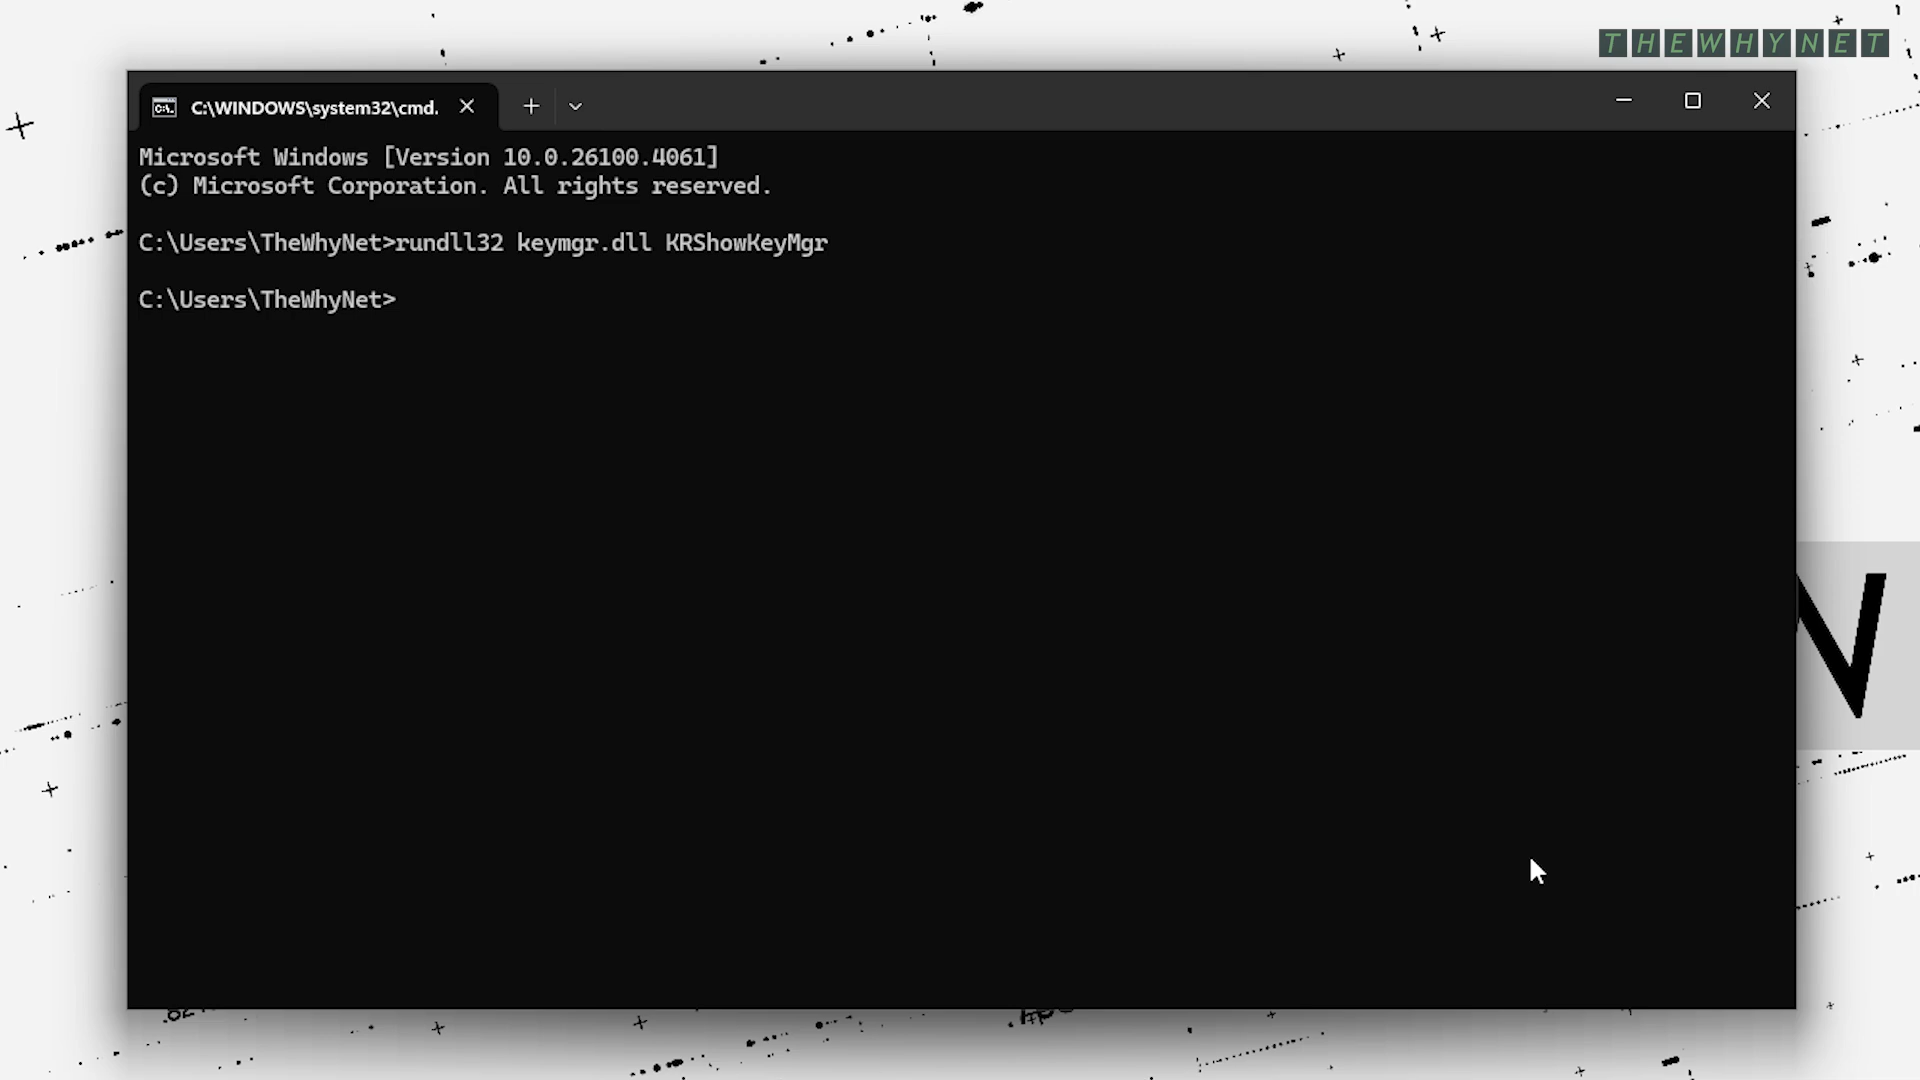 THEWHYNET
C:\WINDOWS\system32\cmd.
Microsoft Windows [Version 10.0.26100.4061]
(c) Microsoft Corporation. All rights reserved.
C:\Users\TheWhyNet>rundll32 keymgr.dll KRShowKeyMgr
C:\Users\TheWhyNet>